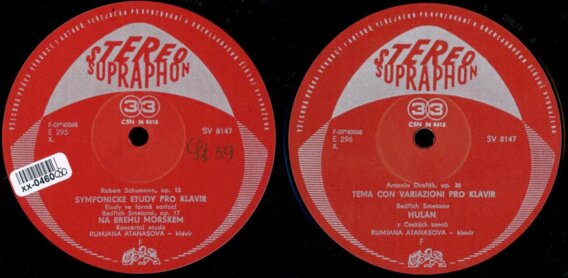 STEREO
SUPRAPHON
33
ČSN 36 8412
F-09*40068
E 295
X.
SV 8147
Robert Schumann, op. 13
SYMFONICKÉ ETUDY PRO KLAVÍR
Etudy ve formě variací
Bedřich Smetana, op. 17
NA BŘEHU MOŘSKÉM
Koncertní etuda
RUMJANA ATANASOVA – klavír
F
STEREO
SUPRAPHON
33
F-09*40068
E 296
X.
SV 8147
Antonín Dvořák, op. 36
TEMA CON VARIAZIONI PRO KLAVÍR
Bedřich Smetana
HULÁN
z Českých tanců
RUMJANA ATANASOVA – klavír
F